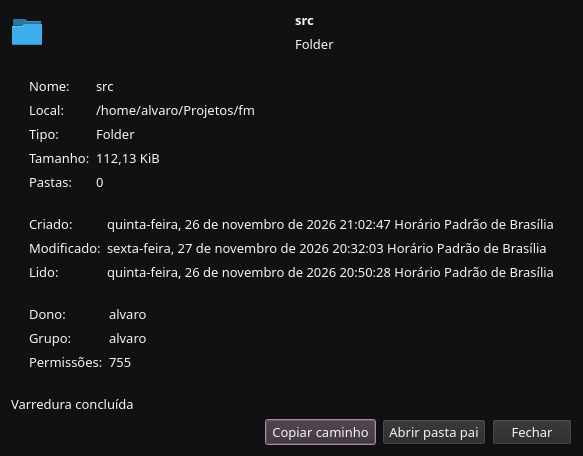 src
Folder
Nome: src
Local: /home/alvaro/Projetos/fm
Tipo: Folder
Tamanho: 112,13 KiB
Pastas: 0
Criado: quinta-feira, 26 de novembro de 2026 21:02:47 Horário Padrão de Brasília
Modificado: sexta-feira, 27 de novembro de 2026 20:32:03 Horário Padrão de Brasília
Lido: quinta-feira, 26 de novembro de 2026 20:50:28 Horário Padrão de Brasília
Dono: alvaro
Grupo: alvaro
Permissões: 755
Varredura concluída
Copiar caminho Abrir pasta pai Fechar